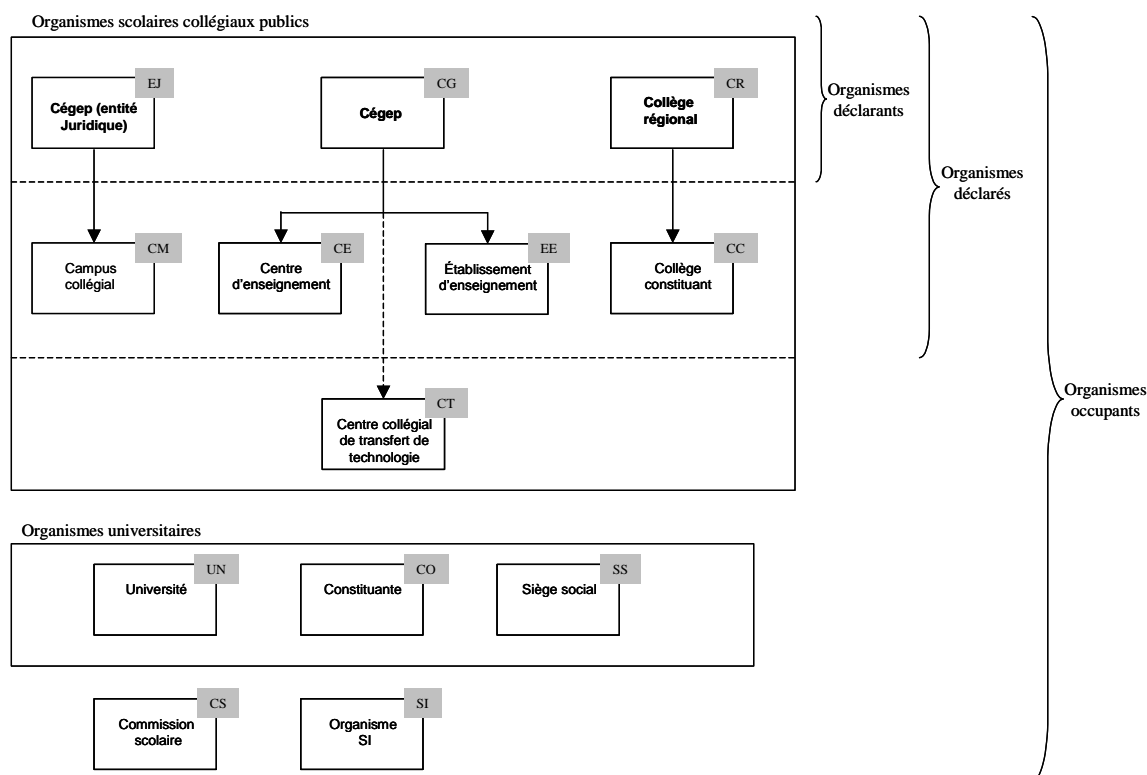 Organismes scolaires collégiaux publics
EJ
Cégep (entité
Juridique)
CG
Cégep
CR
Collège
régional
Organismes
déclarants
Organismes
déclarés
CM
Campus
collégial
CE
Centre
d'enseignement
EE
Établissement
d'enseignement
CC
Collège
constituant
CT
Centre collégial
de transfert de
technologie
Organismes
occupants
Organismes universitaires
UN
Université
CO
Constituante
SS
Siège social
CS
Commission
scolaire
SI
Organisme
SI